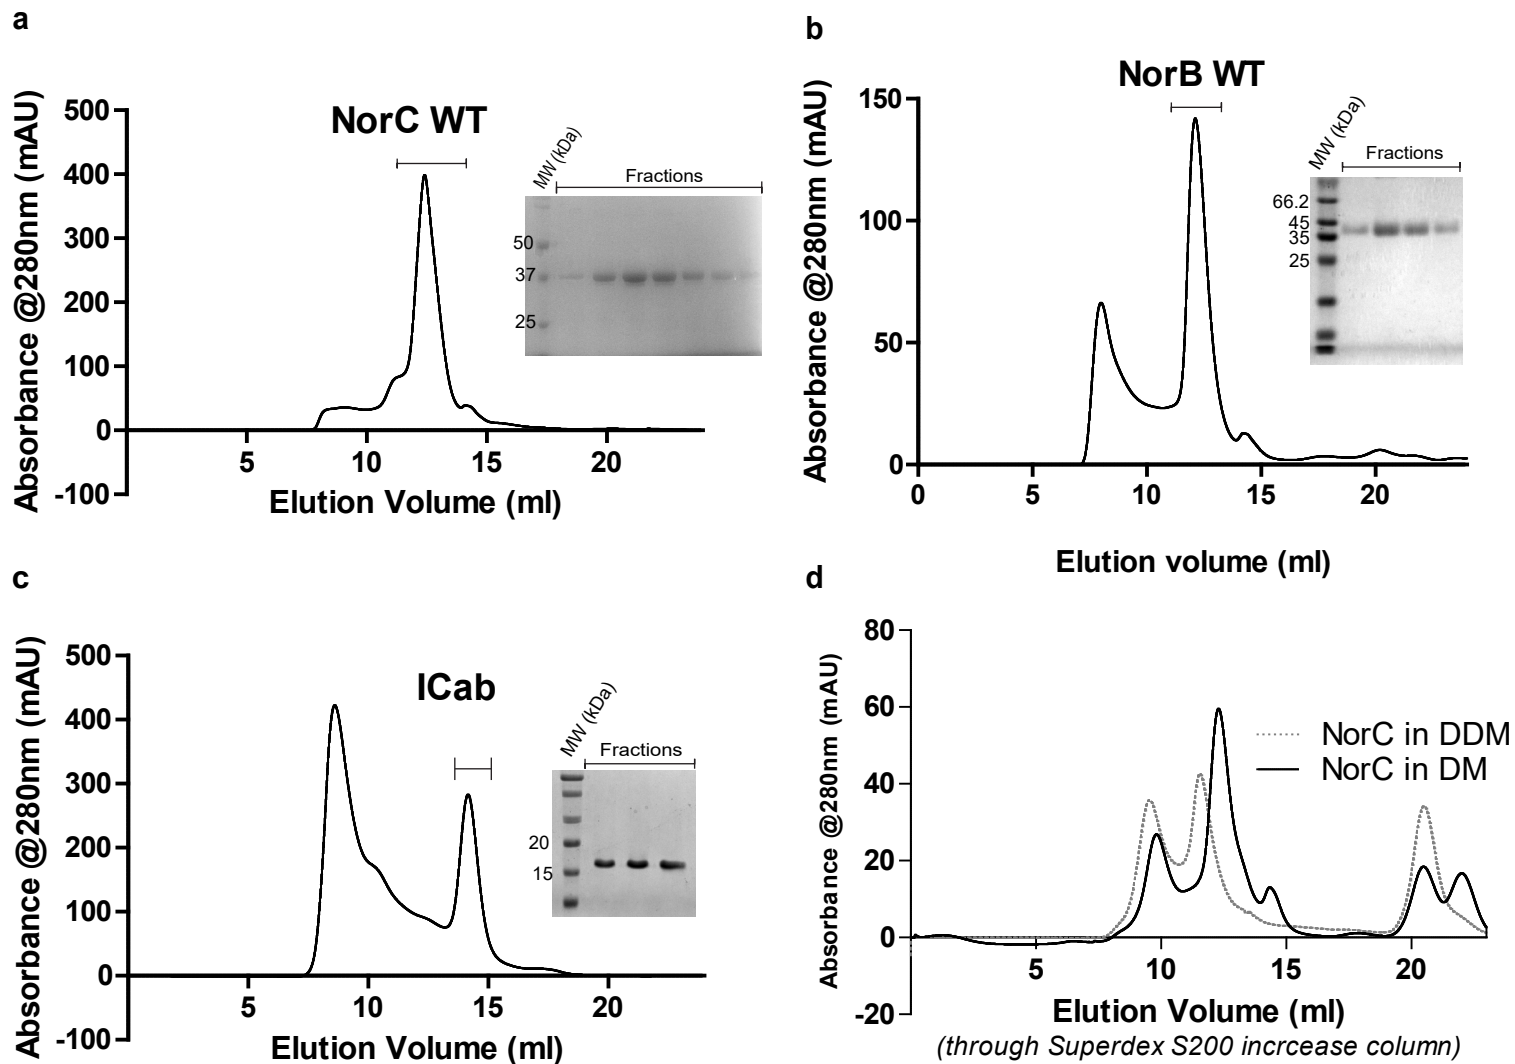 a
NorC WT
Absorbance @280nm (mAU)
500
400
300
200
100
0
-100
5
10
15
20
Elution Volume (ml)
MW (kDa)
Fractions
50
37
25
b
NorB WT
Absorbance @280nm (mAU)
150
100
50
0
0
5
10
15
20
Elution volume (ml)
MW (kDa)
Fractions
66.2
45
35
25
c
ICab
Absorbance @280nm (mAU)
500
400
300
200
100
0
-100
5
10
15
20
Elution Volume (ml)
MW (kDa)
Fractions
20
15
d
Absorbance @280nm (mAU)
80
60
40
20
0
-20
5
10
15
20
NorC in DDM
NorC in DM
Elution Volume (ml)
(through Superdex S200 incrcease column)